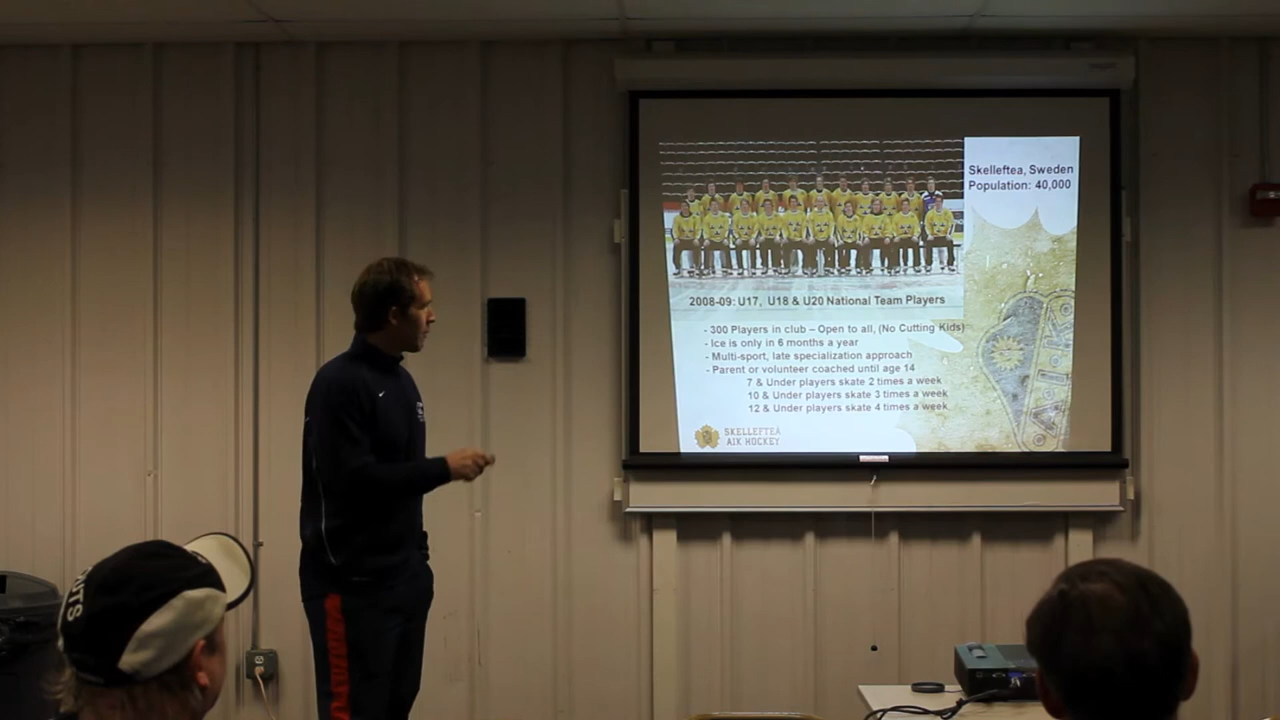 Skelleftea, Sweden
Population: 40,000
2008-09: U17, U18 & U20 National Team Players
- 300 Players in club – Open to all, (No Cutting Kids)
- Ice is only in 6 months a year
- Multi-sport, late specialization approach
- Parent or volunteer coached until age 14
7 & Under players skate 2 times a week
10 & Under players skate 3 times a week
12 & Under players skate 4 times a week
SKELLEFTEA
AIK HOCKEY
A.I.K